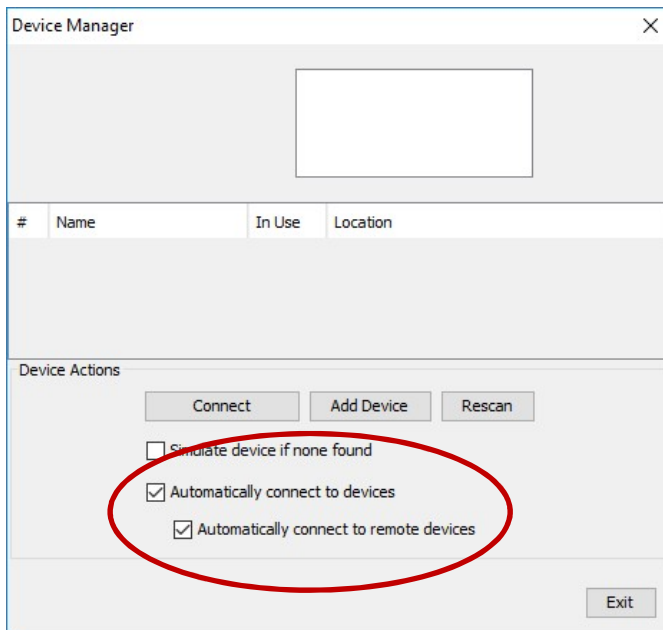 Device Manager
# Name In Use Location
Device Actions
Connect Add Device Rescan
Simulate device if none found
Automatically connect to devices
Automatically connect to remote devices
Exit